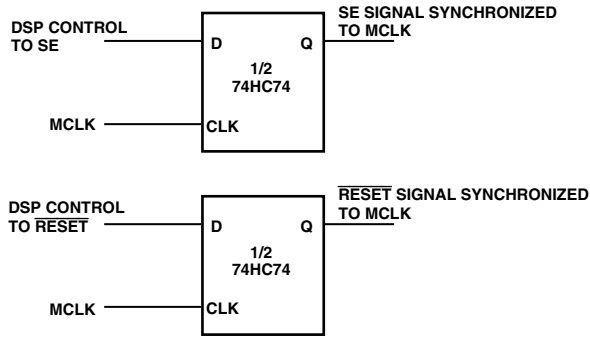 DSP CONTROL
TO SE
D
Q
SE SIGNAL SYNCHRONIZED
TO MCLK
1/2
74HC74
MCLK
CLK
DSP CONTROL
TO RESET
D
Q
RESET SIGNAL SYNCHRONIZED
TO MCLK
1/2
74HC74
MCLK
CLK